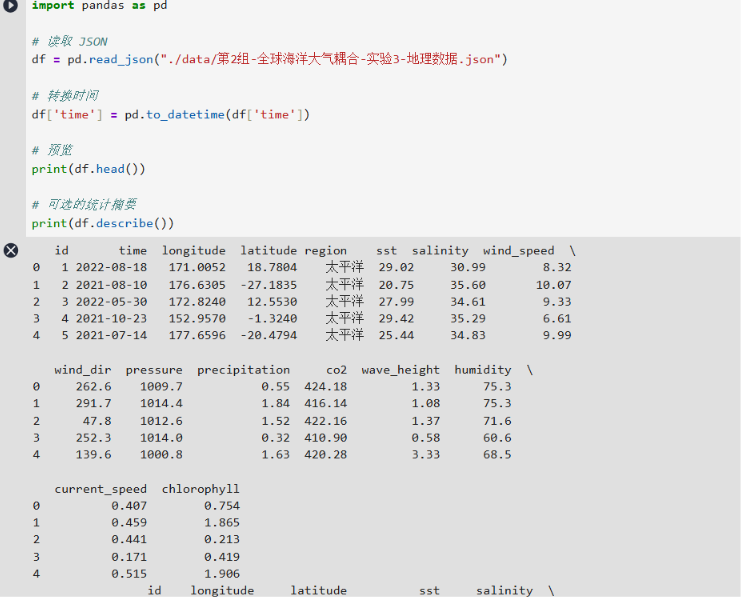 import pandas as pd
# 读取 JSON
df = pd.read_json("./data/第2组-全球海洋大气耦合-实验3-地理数据.json")
# 转换时间
df['time'] = pd.to_datetime(df['time'])
# 预览
print(df.head())
# 可选的统计摘要
print(df.describe())
id time longitude latitude region sst salinity wind_speed \
0 1 2022-08-18 171.0052 18.7804 太平洋 29.02 30.99 8.32
1 2 2021-08-10 176.6305 -27.1835 太平洋 20.75 35.60 10.07
2 3 2022-05-30 172.8240 12.5530 太平洋 27.99 34.61 9.33
3 4 2021-10-23 152.9570 -1.3240 太平洋 29.42 35.29 6.61
4 5 2021-07-14 177.6596 -20.4794 太平洋 25.44 34.83 9.99
wind_dir pressure precipitation co2 wave_height humidity \
0 262.6 1009.7 0.55 424.18 1.33 75.3
1 291.7 1014.4 1.84 416.14 1.08 75.3
2 47.8 1012.6 1.52 422.16 1.37 71.6
3 252.3 1014.0 0.32 410.90 0.58 60.6
4 139.6 1000.8 1.63 420.28 3.33 68.5
current_speed chlorophyll
0 0.407 0.754
1 0.459 1.865
2 0.441 0.213
3 0.171 0.419
4 0.515 1.906
id longitude latitude sst salinity \